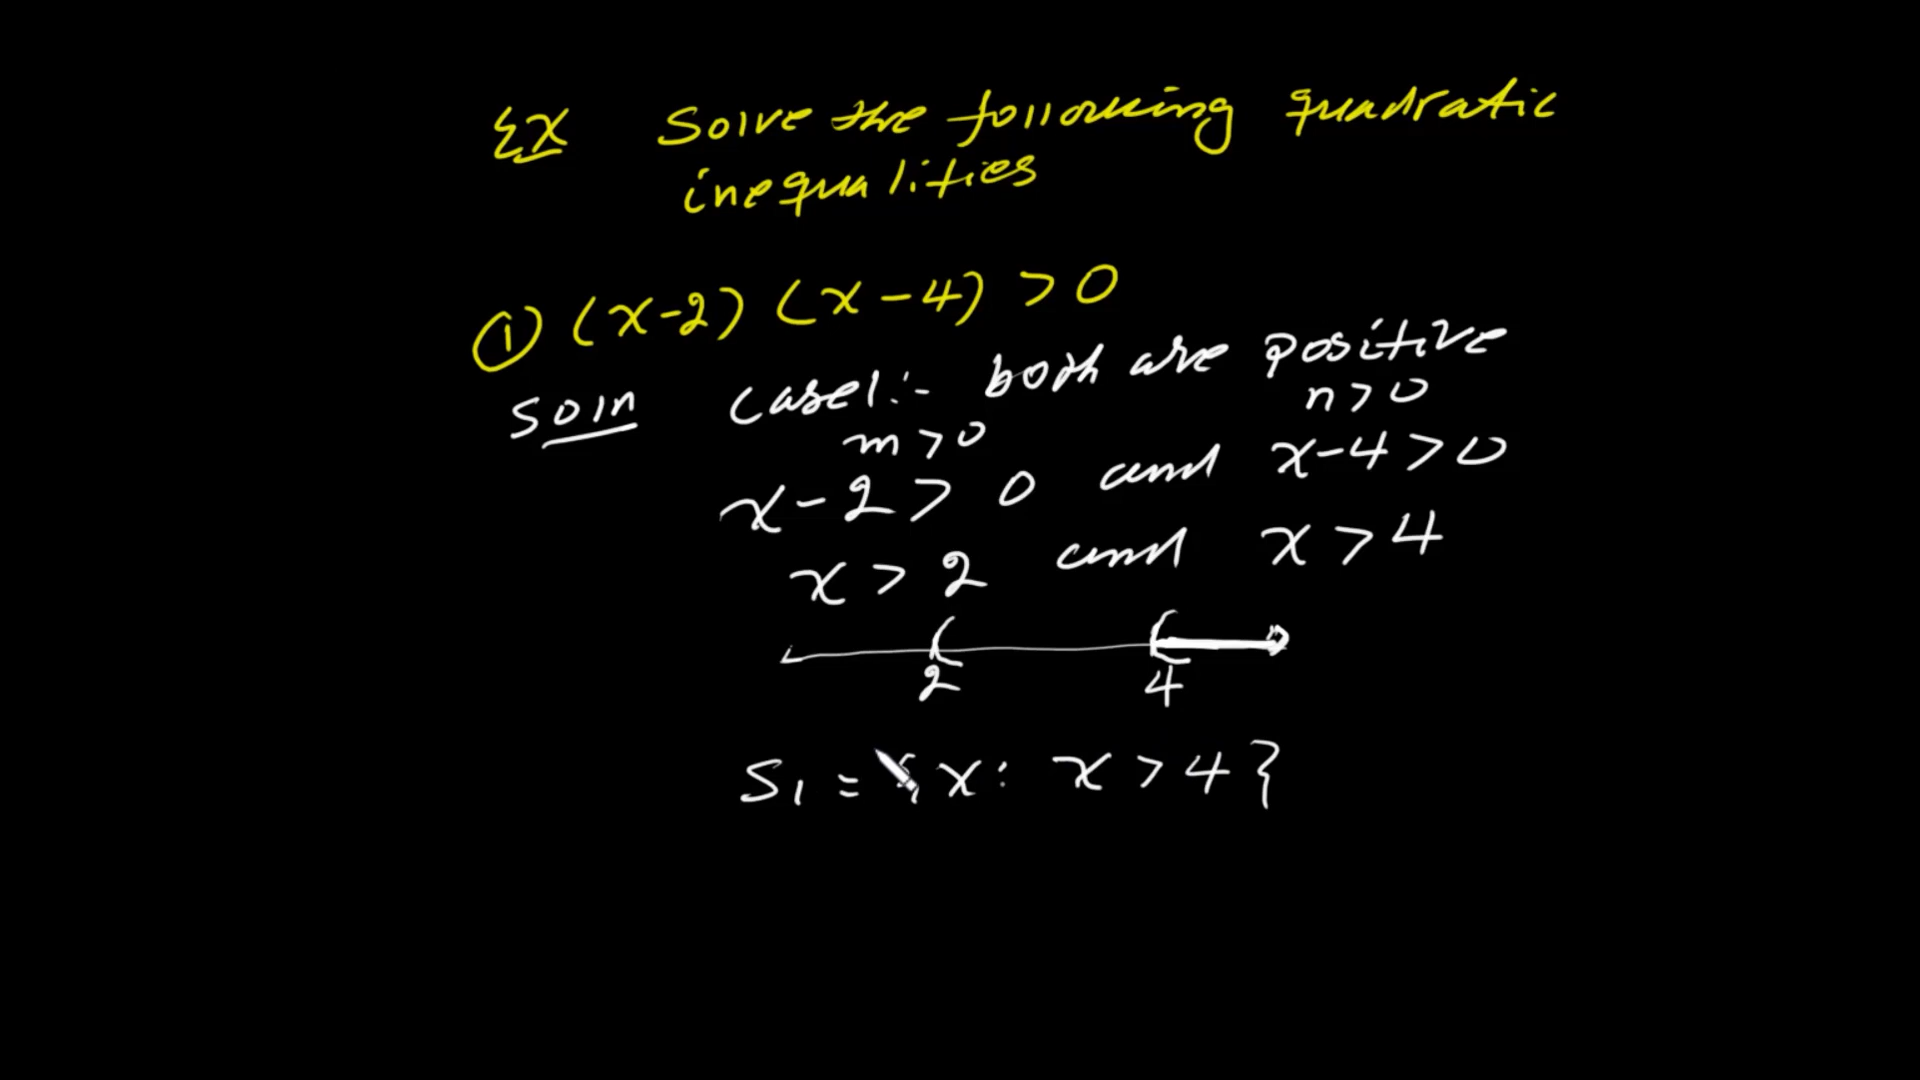 Ex Solve the following quadratic
inequalities
① (x-2) (x-4) > 0
Soln Case1:- both are positive
m > 0 n > 0
x-2 > 0 and x-4 > 0
x > 2 and x > 4
2 4
S1 = {x: x > 4}